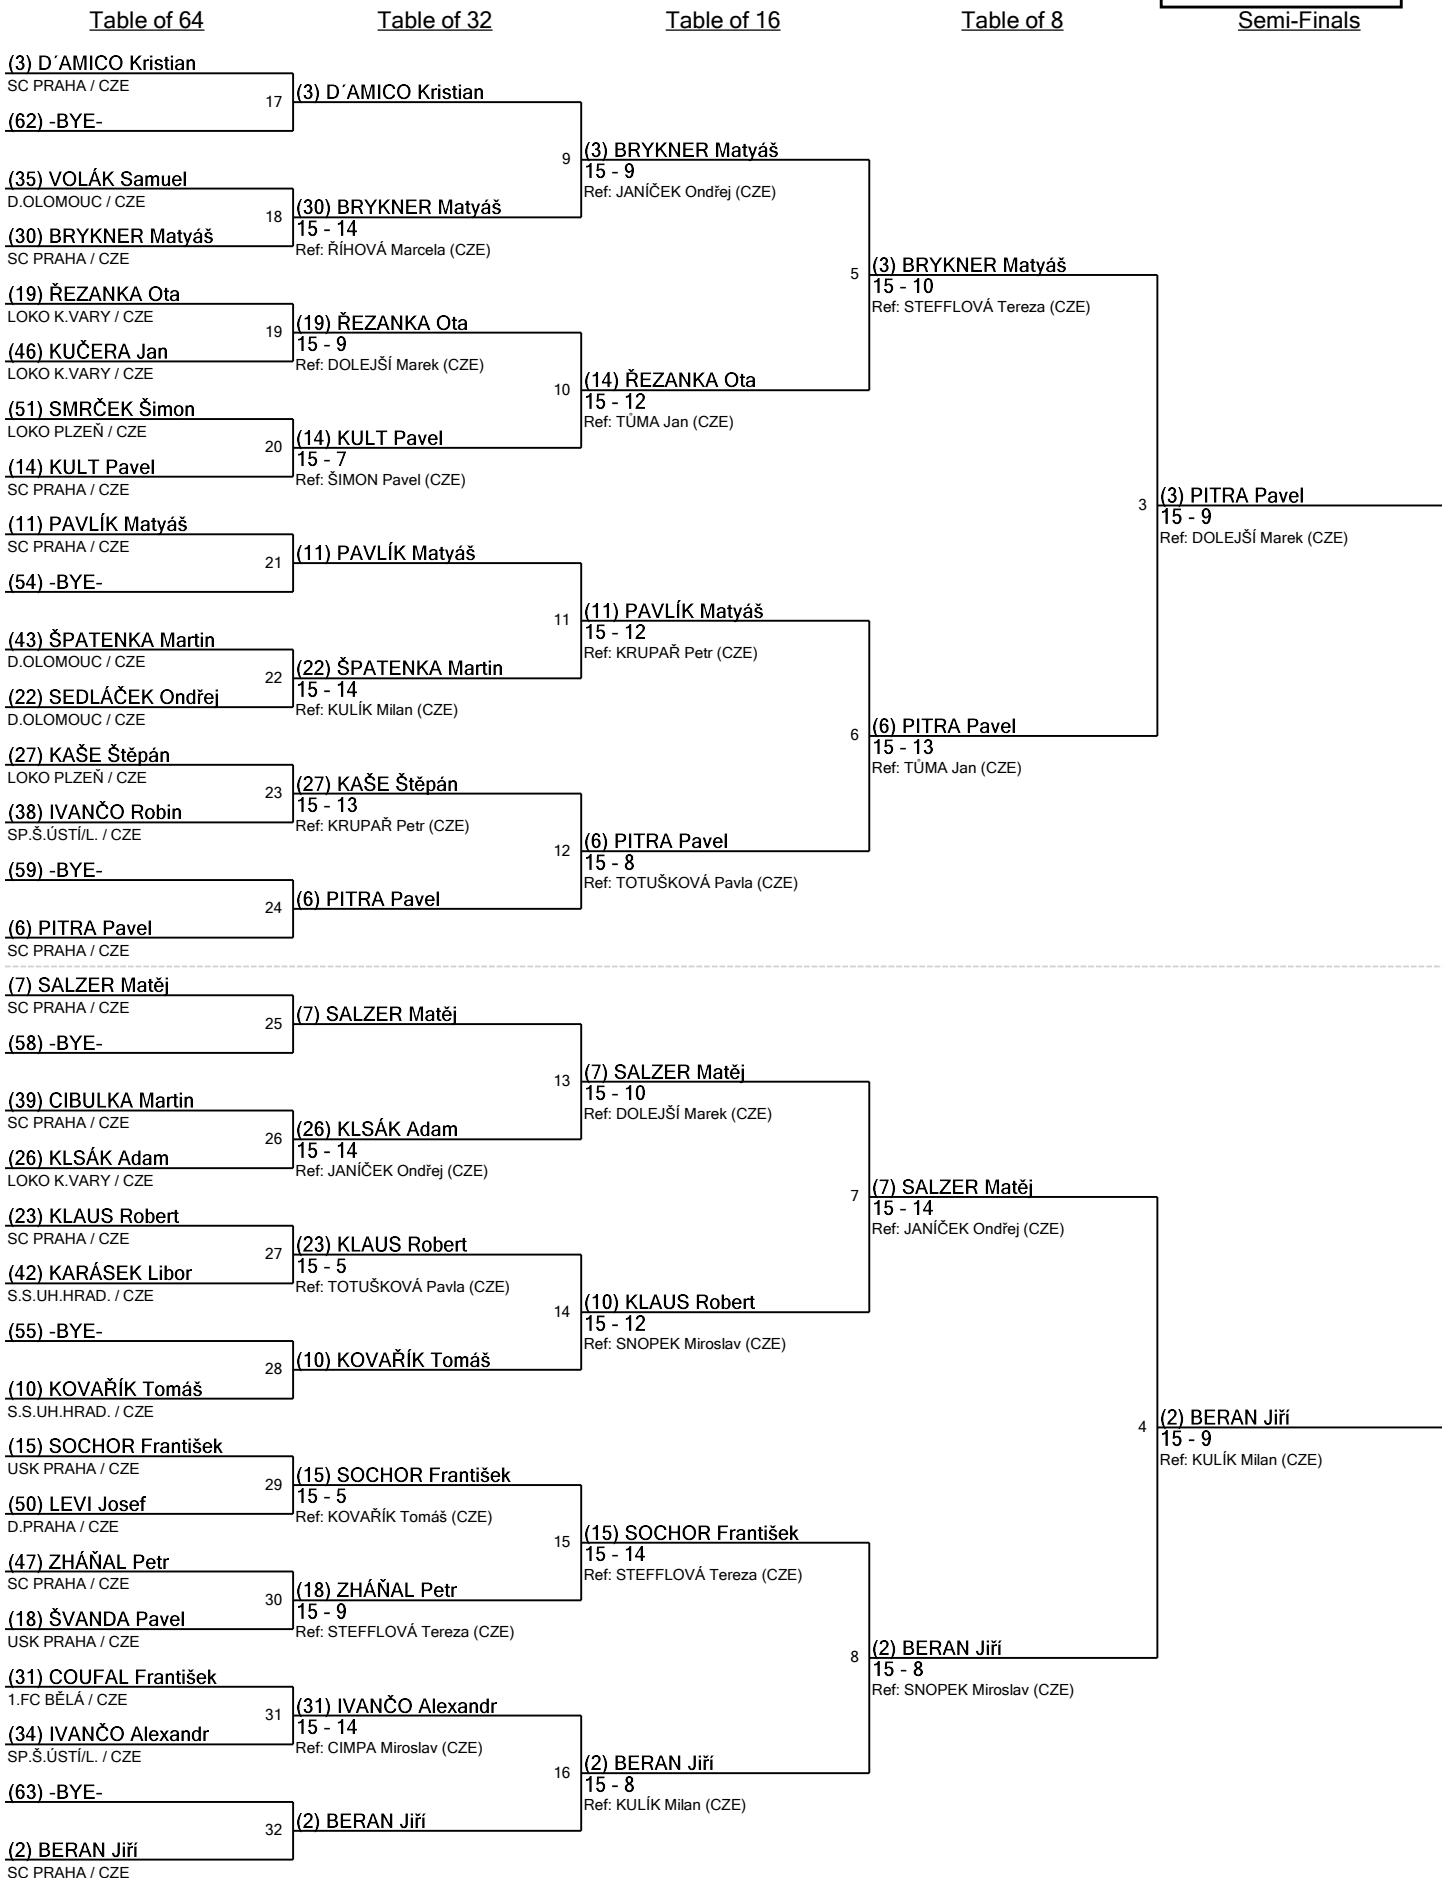 Table of 64
Table of 32
Table of 16
Table of 8
Semi-Finals
(3) D´AMICO Kristian
SC PRAHA / CZE
(62) -BYE-
(35) VOLÁK Samuel
D.OLOMOUC / CZE
(30) BRYKNER Matyáš
SC PRAHA / CZE
(19) ŘEZANKA Ota
LOKO K.VARY / CZE
(46) KUČERA Jan
LOKO K.VARY / CZE
(51) SMRČEK Šimon
LOKO PLZEŇ / CZE
(14) KULT Pavel
SC PRAHA / CZE
(11) PAVLÍK Matyáš
SC PRAHA / CZE
(54) -BYE-
(43) ŠPATENKA Martin
D.OLOMOUC / CZE
(22) SEDLÁČEK Ondřej
D.OLOMOUC / CZE
(27) KAŠE Štěpán
LOKO PLZEŇ / CZE
(38) IVANČO Robin
SP.Š.ÚSTÍ/L. / CZE
(59) -BYE-
(6) PITRA Pavel
SC PRAHA / CZE
(7) SALZER Matěj
SC PRAHA / CZE
(58) -BYE-
(39) CIBULKA Martin
SC PRAHA / CZE
(26) KLSÁK Adam
LOKO K.VARY / CZE
(23) KLAUS Robert
SC PRAHA / CZE
(42) KARÁSEK Libor
S.S.UH.HRAD. / CZE
(55) -BYE-
(10) KOVAŘÍK Tomáš
S.S.UH.HRAD. / CZE
(15) SOCHOR František
USK PRAHA / CZE
(50) LEVI Josef
D.PRAHA / CZE
(47) ZHÁŇAL Petr
SC PRAHA / CZE
(18) ŠVANDA Pavel
USK PRAHA / CZE
(31) COUFAL František
1.FC BĚLÁ / CZE
(34) IVANČO Alexandr
SP.Š.ÚSTÍ/L. / CZE
(63) -BYE-
(2) BERAN Jiří
SC PRAHA / CZE
17
(3) D´AMICO Kristian
18
(30) BRYKNER Matyáš
15 - 14
Ref: ŘÍHOVÁ Marcela (CZE)
19
(19) ŘEZANKA Ota
15 - 9
Ref: DOLEJŠÍ Marek (CZE)
20
(14) KULT Pavel
15 - 7
Ref: ŠIMON Pavel (CZE)
21
(11) PAVLÍK Matyáš
22
(22) ŠPATENKA Martin
15 - 14
Ref: KULÍK Milan (CZE)
23
(27) KAŠE Štěpán
15 - 13
Ref: KRUPAŘ Petr (CZE)
24
(6) PITRA Pavel
25
(7) SALZER Matěj
26
(26) KLSÁK Adam
15 - 14
Ref: JANÍČEK Ondřej (CZE)
27
(23) KLAUS Robert
15 - 5
Ref: TOTUŠKOVÁ Pavla (CZE)
28
(10) KOVAŘÍK Tomáš
29
(15) SOCHOR František
15 - 5
Ref: KOVAŘÍK Tomáš (CZE)
30
(18) ZHÁŇAL Petr
15 - 9
Ref: STEFFLOVÁ Tereza (CZE)
31
(31) IVANČO Alexandr
15 - 14
Ref: CIMPA Miroslav (CZE)
32
(2) BERAN Jiří
9
(3) BRYKNER Matyáš
15 - 9
Ref: JANÍČEK Ondřej (CZE)
10
(14) ŘEZANKA Ota
15 - 12
Ref: TŮMA Jan (CZE)
11
(11) PAVLÍK Matyáš
15 - 12
Ref: KRUPAŘ Petr (CZE)
12
(6) PITRA Pavel
15 - 8
Ref: TOTUŠKOVÁ Pavla (CZE)
13
(7) SALZER Matěj
15 - 10
Ref: DOLEJŠÍ Marek (CZE)
14
(10) KLAUS Robert
15 - 12
Ref: SNOPEK Miroslav (CZE)
15
(15) SOCHOR František
15 - 14
Ref: STEFFLOVÁ Tereza (CZE)
16
(2) BERAN Jiří
15 - 8
Ref: KULÍK Milan (CZE)
5
(3) BRYKNER Matyáš
15 - 10
Ref: STEFFLOVÁ Tereza (CZE)
6
(6) PITRA Pavel
15 - 13
Ref: TŮMA Jan (CZE)
7
(7) SALZER Matěj
15 - 14
Ref: JANÍČEK Ondřej (CZE)
8
(2) BERAN Jiří
15 - 8
Ref: SNOPEK Miroslav (CZE)
3
(3) PITRA Pavel
15 - 9
Ref: DOLEJŠÍ Marek (CZE)
4
(2) BERAN Jiří
15 - 9
Ref: KULÍK Milan (CZE)